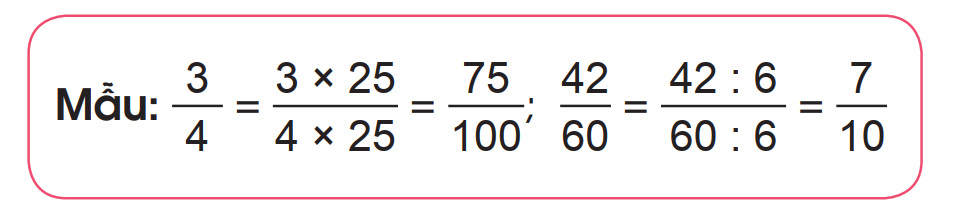 Mẫu: 3/4 = 3 × 25/4 × 25 = 75/100; 42/60 = 42 : 6/60 : 6 = 7/10